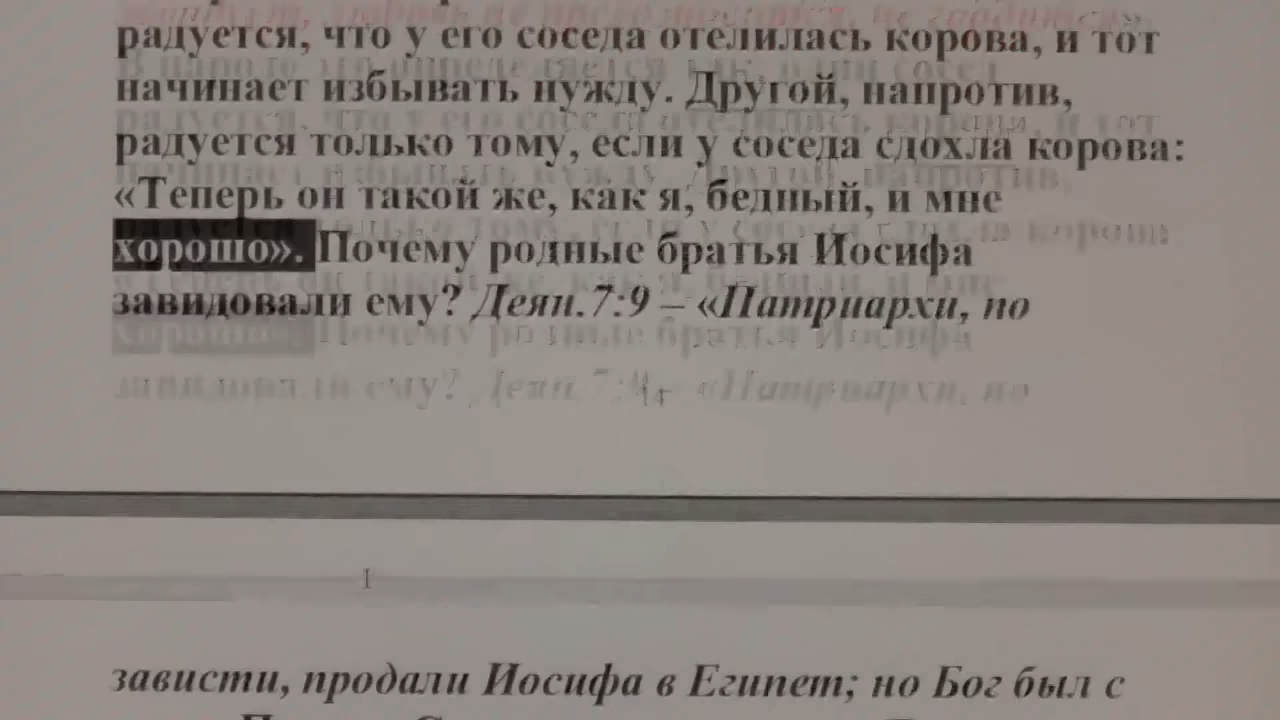 радуется, что у его соседа отелилась корова, и тот
начинает избывать нужду. Другой, напротив,
радуется только тому, если у соседа сдохла корова:
«Теперь он такой же, как я, бедный, и мне
хорошо». Почему родные братья Иосифа
завидовали ему? Деян.7:9 – «Патриархи, по
14
зависти, продали Иосифа в Египет; но Бог был с